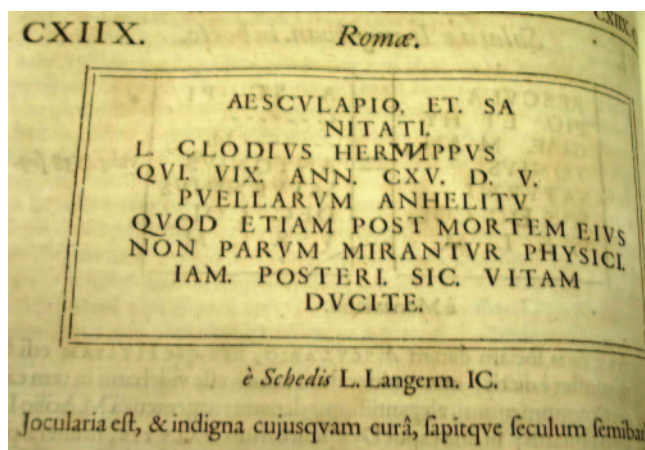 CXIIX. Romæ.
AESCVLAPIO. ET. SA
NITATI.
L. CLODIVS HERMIPPVS
QVI. VIX. ANN. CXV. D. V.
PVELLARVM ANHELITV
QVOD ETIAM POST MORTEM EIVS
NON PARVM MIRANTVR PHYSICI.
IAM. POSTERI. SIC. VITAM
DVCITE.
è Schedis L. Langerm. IC.
Jocularia eſt, & indigna cujusqvam curâ, ſapitqve ſeculum